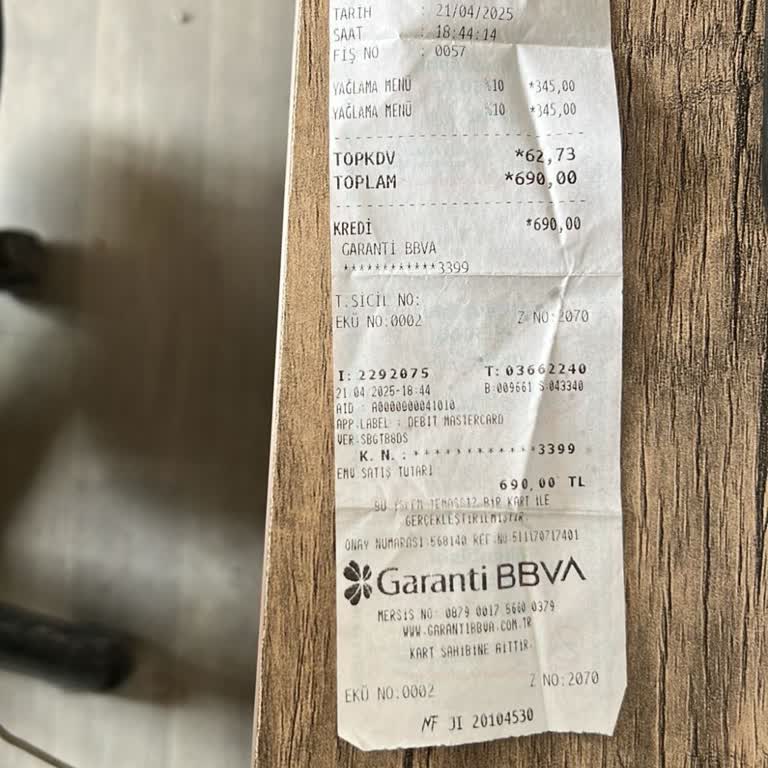 TARİH : 21/04/2025
SAAT : 18:44:14
FİŞ NO : 0057
YAĞLAMA MENÜ %10 *345,00
YAĞLAMA MENÜ %10 *345,00
TOPKDV *62,73
TOPLAM *690,00
KREDİ *690,00
GARANTİ BBVA
************3399
T.SİCİL NO:
EKÜ NO:0002 Z NO:2070
I: 2292075 T: 03662240
21.04.2025-18:44 B:009661 S:043340
AID : A0000000041010
APP.LABEL : DEBIT MASTERCARD
VER:SBGTB8DS
K. N. :************3399
EMV SATIŞ TUTARI
690,00 TL
BU İŞLEM TEMASSIZ BİR KART İLE
GERÇEKLEŞTİRİLMİŞTİR.
ONAY NUMARASI:568140 REF.NO:511170717401
Garanti BBVA
MERSİS NO: 0879 0017 5660 0379
WWW.GARANTIBBVA.COM.TR
KART SAHİBİNE AİTTİR.
EKÜ NO:0002 Z NO:2070
MF JI 20104530